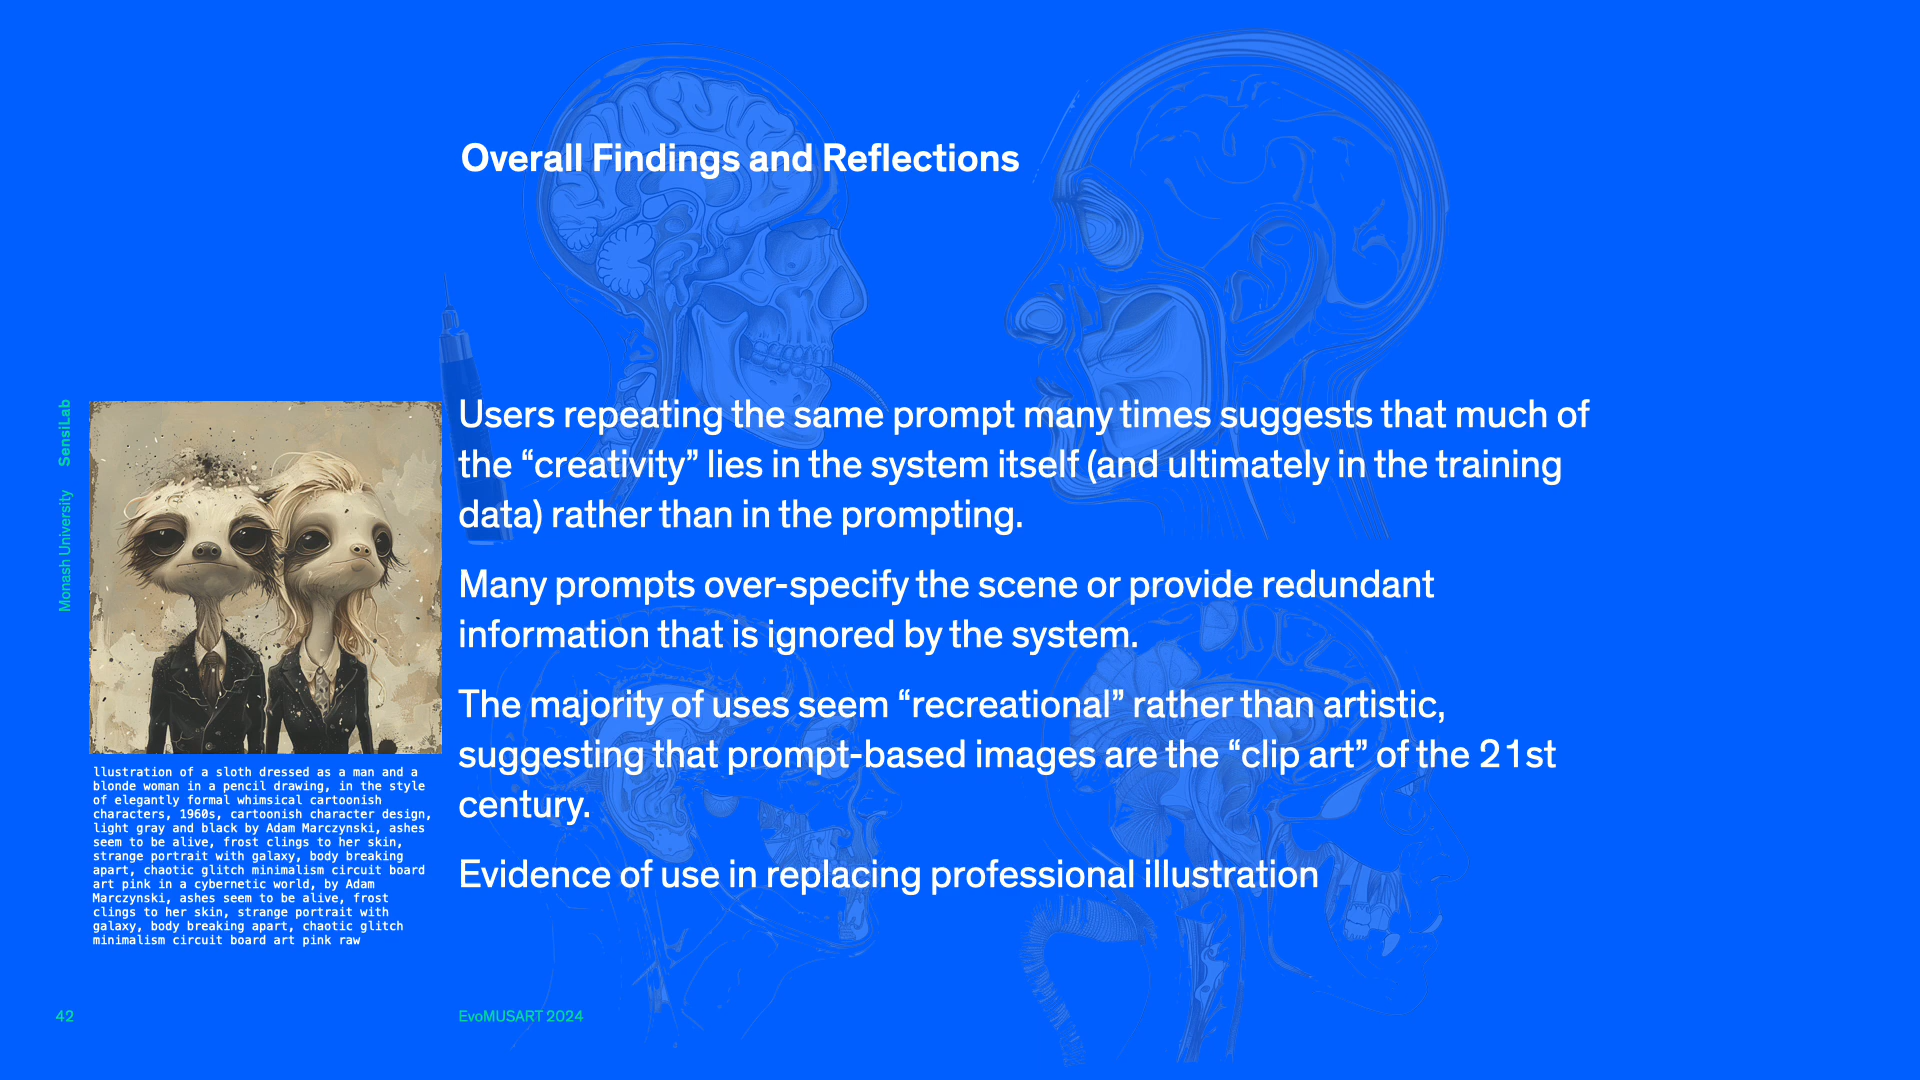 Overall Findings and Reflections
Users repeating the same prompt many times suggests that much of
the “creativity” lies in the system itself (and ultimately in the training
data) rather than in the prompting.
Many prompts over-specify the scene or provide redundant
information that is ignored by the system.
The majority of uses seem “recreational” rather than artistic,
suggesting that prompt-based images are the “clip art” of the 21st
century.
Evidence of use in replacing professional illustration
Monash University SensiLab
llustration of a sloth dressed as a man and a
blonde woman in a pencil drawing, in the style
of elegantly formal whimsical cartoonish
characters, 1960s, cartoonish character design,
light gray and black by Adam Marczynski, ashes
seem to be alive, frost clings to her skin,
strange portrait with galaxy, body breaking
apart, chaotic glitch minimalism circuit board
art pink in a cybernetic world, by Adam
Marczynski, ashes seem to be alive, frost
clings to her skin, strange portrait with
galaxy, body breaking apart, chaotic glitch
minimalism circuit board art pink raw
42
EvoMUSART 2024